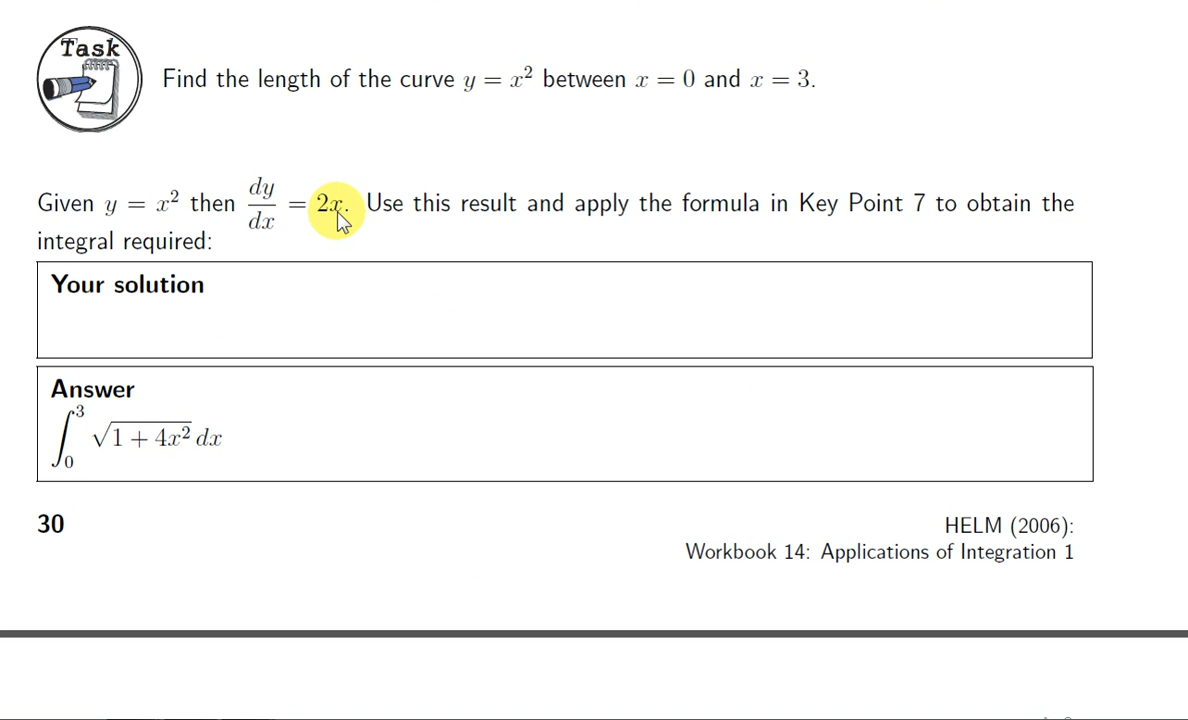 Task
Find the length of the curve y = x² between x = 0 and x = 3.
Given y = x² then dy/dx = 2x. Use this result and apply the formula in Key Point 7 to obtain the
integral required:
Your solution
Answer
∫₀³ √(1 + 4x²) dx
30
HELM (2006):
Workbook 14: Applications of Integration 1